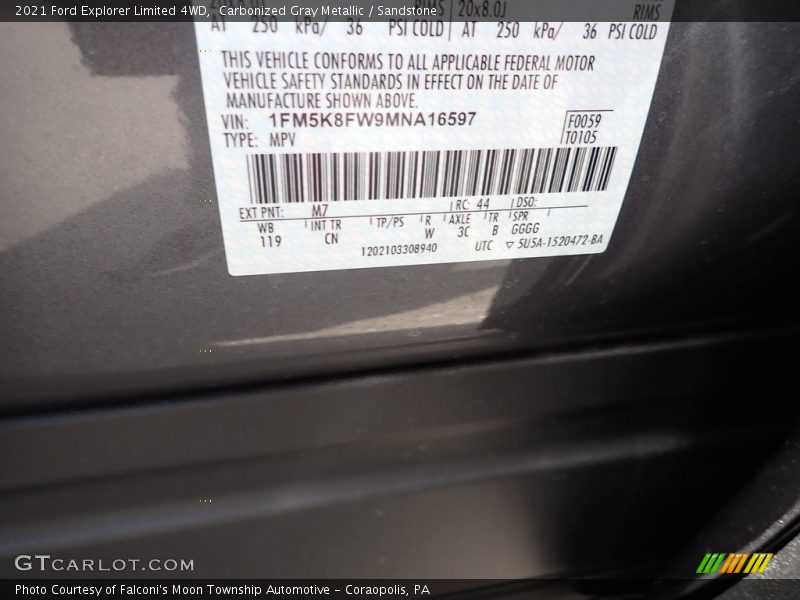 2021 Ford Explorer Limited 4WD, Carbonized Gray Metallic / Sandstone
20x8.0J RIMS
AT 250 kPa/ 36 PSI COLD AT 250 kPa/ 36 PSI COLD
THIS VEHICLE CONFORMS TO ALL APPLICABLE FEDERAL MOTOR
VEHICLE SAFETY STANDARDS IN EFFECT ON THE DATE OF
MANUFACTURE SHOWN ABOVE.
VIN: 1FM5K8FW9MNA16597 F0059
TYPE: MPV T0105
EXT PNT: M7 RC: 44 DSO:
WB INT TR TP/PS R AXLE TR SPR
119 CN W 3C B GGGG
1202103308940 UTC ▽ 5U5A-1520472-BA
GTCARLOT.COM
Photo Courtesy of Falconi's Moon Township Automotive - Coraopolis, PA